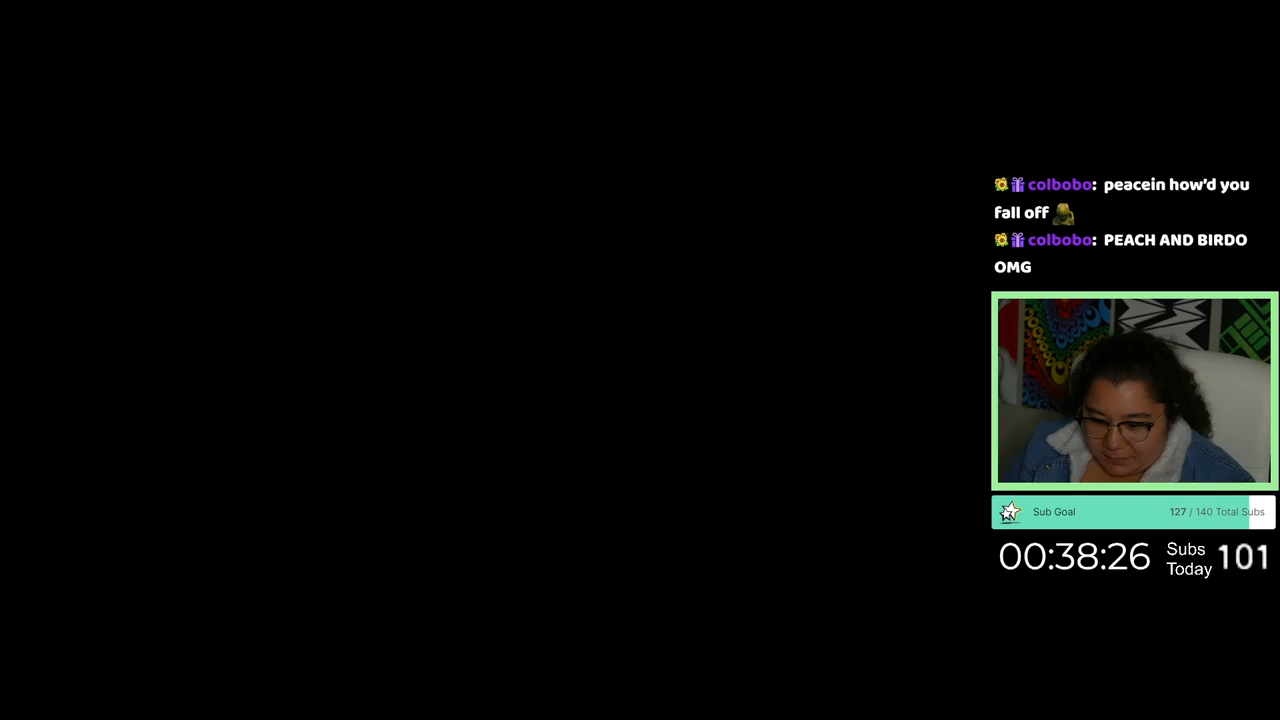 colbobo: peacein how'd you
fall off
colbobo: PEACH AND BIRDO
OMG
Sub Goal 127 / 140 Total Subs
00:38:26 Subs Today 101